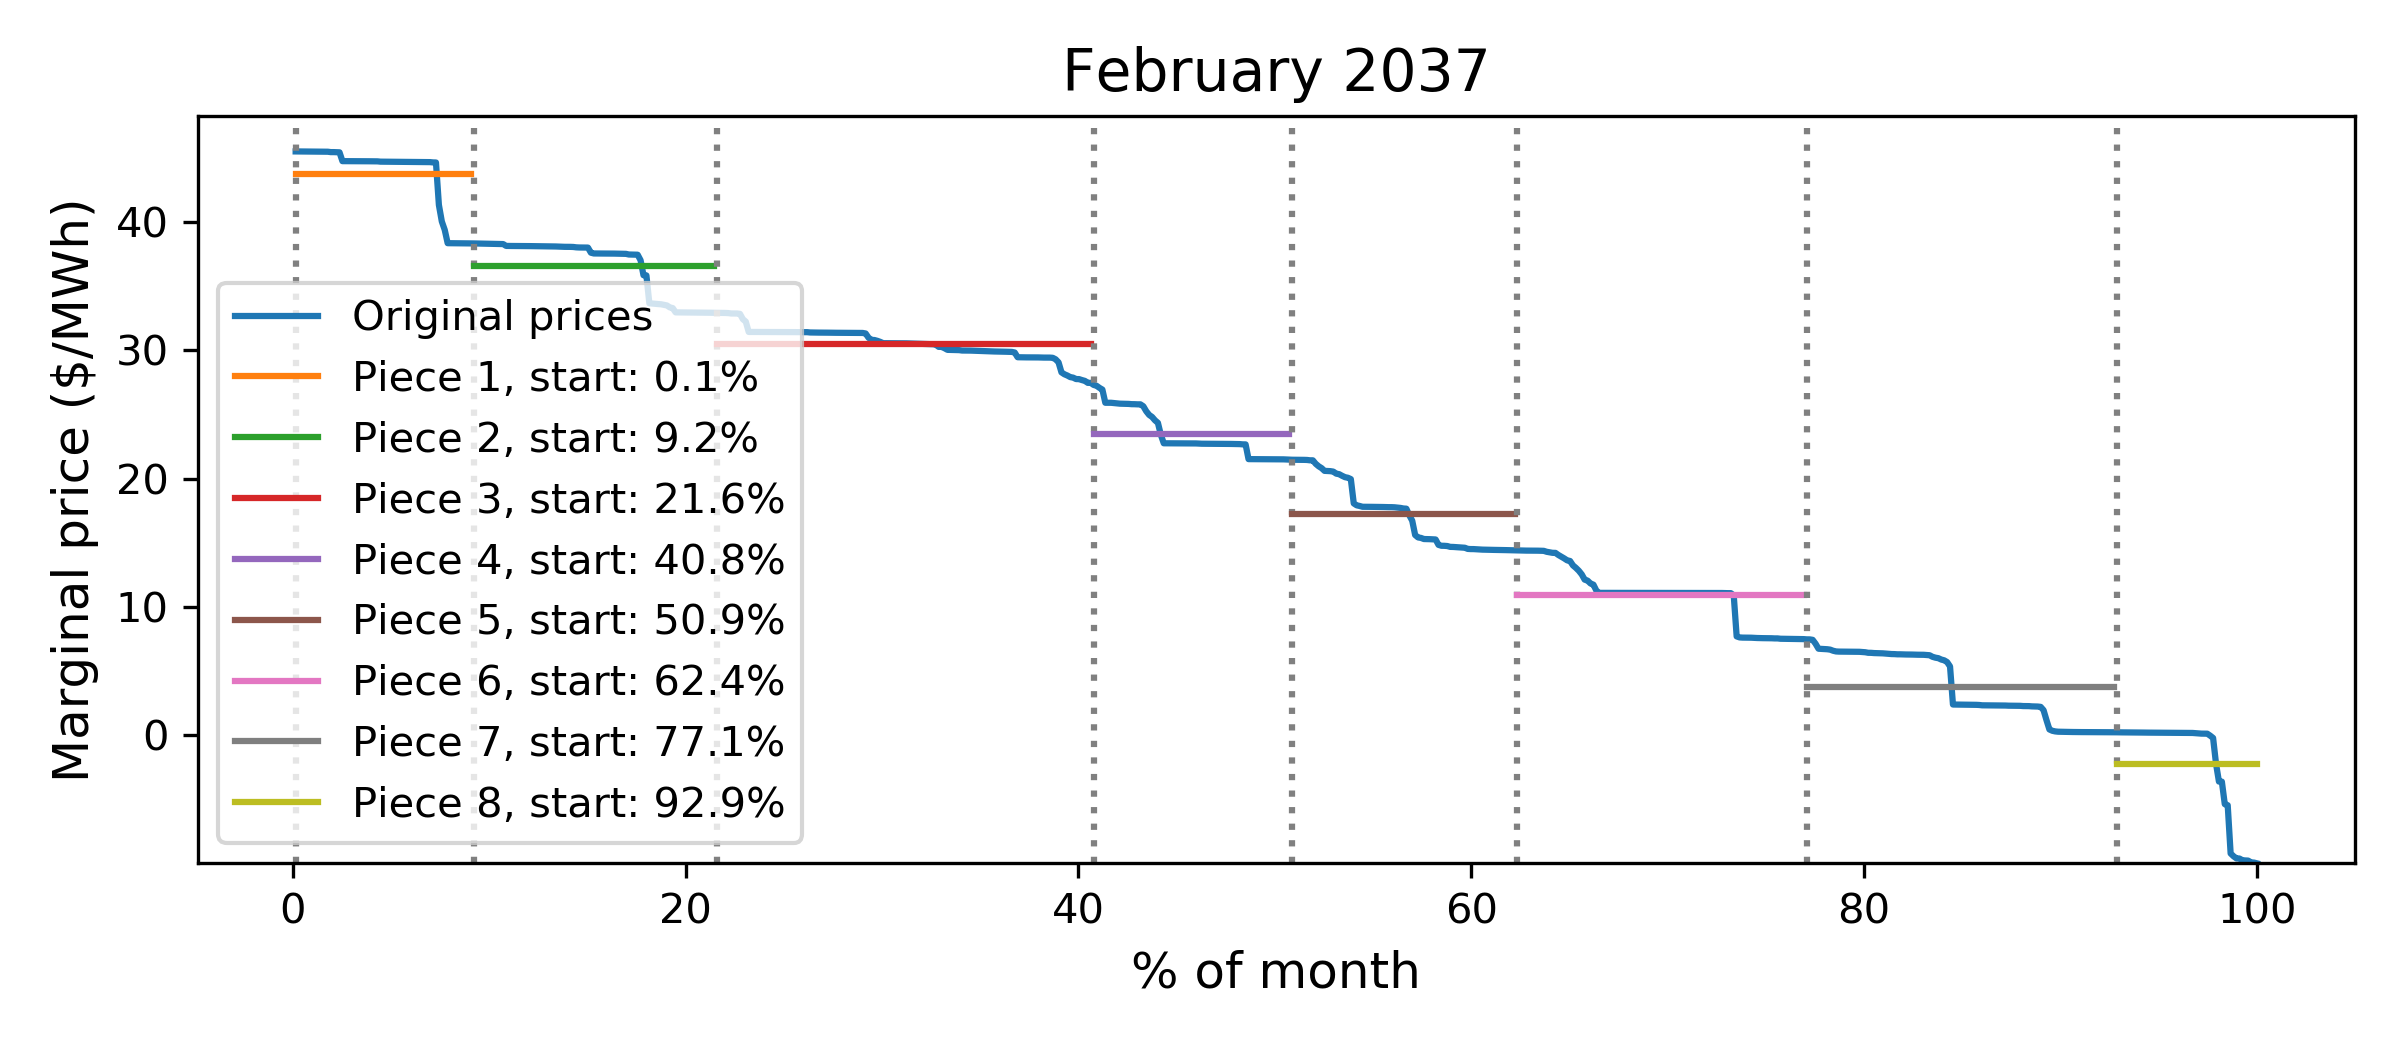 February 2037
Marginal price ($/MWh)
40
30
20
10
0
Original prices
Piece 1, start: 0.1%
Piece 2, start: 9.2%
Piece 3, start: 21.6%
Piece 4, start: 40.8%
Piece 5, start: 50.9%
Piece 6, start: 62.4%
Piece 7, start: 77.1%
Piece 8, start: 92.9%
0 20 40 60 80 100
% of month